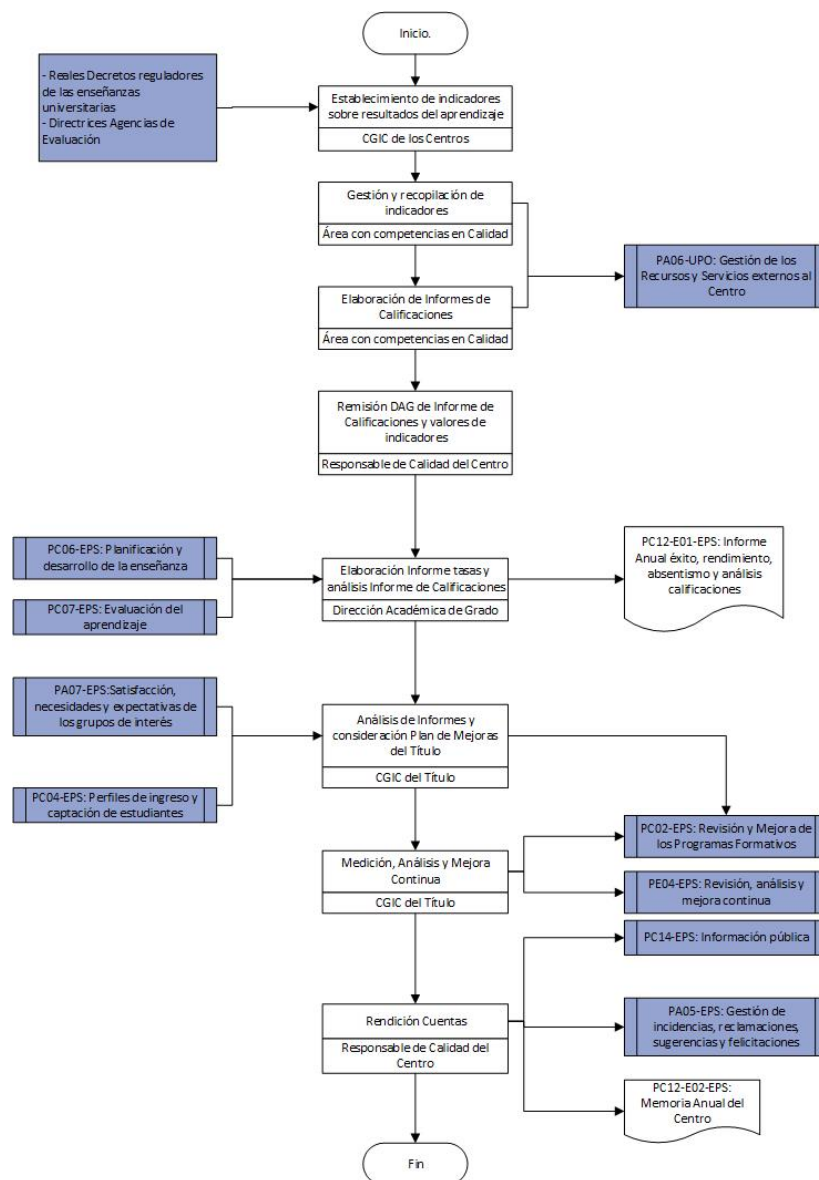 Inicio.
- Reales Decretos reguladores
de las enseñanzas
universitarias
- Directrices Agencias de
Evaluación
Establecimiento de indicadores
sobre resultados del aprendizaje
CGIC de los Centros
Gestión y recopilación de
indicadores
Área con competencias en Calidad
PA06-UPO: Gestión de los
Recursos y Servicios externos al
Centro
Elaboración de Informes de
Calificaciones
Área con competencias en Calidad
Remisión DAG de Informe de
Calificaciones y valores de
indicadores
Responsable de Calidad del Centro
PC06-EPS: Planificación y
desarrollo de la enseñanza
PC07-EPS: Evaluación del
aprendizaje
Elaboración Informe tasas y
análisis Informe de Calificaciones
Dirección Académica de Grado
PC12-E01-EPS: Informe
Anual éxito, rendimiento,
absentismo y análisis
calificaciones
PA07-EPS:Satisfacción,
necesidades y expectativas de
los grupos de interés
PC04-EPS: Perfiles de ingreso y
captación de estudiantes
Análisis de Informes y
consideración Plan de Mejoras
del Título
CGIC del Título
PC02-EPS: Revisión y Mejora de
los Programas Formativos
Medición, Análisis y Mejora
Continua
CGIC del Título
PE04-EPS: Revisión, análisis y
mejora continua
PC14-EPS: Información pública
Rendición Cuentas
Responsable de Calidad del
Centro
PA05-EPS: Gestión de
incidencias, reclamaciones,
sugerencias y felicitaciones
PC12-E02-EPS:
Memoria Anual del
Centro
Fin